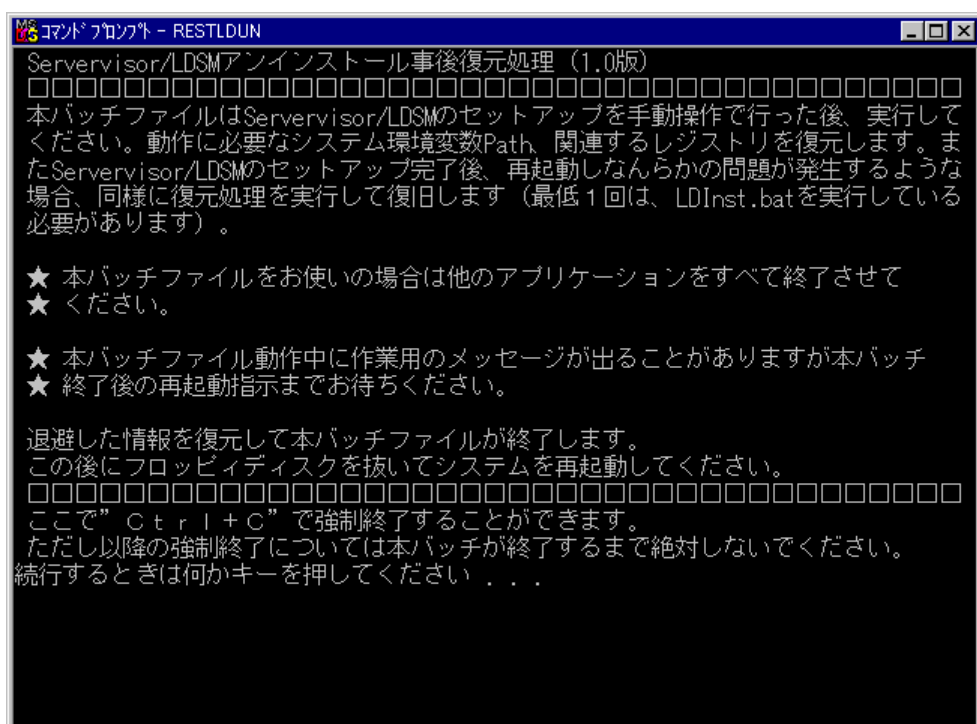 コマンド プロンプト - RESTLDUN
Servervisor/LDSMアンインストール事後復元処理（1.0版）
□□□□□□□□□□□□□□□□□□□□□□□□□□□□□□□□□□□□□□□
本バッチファイルはServervisor/LDSMのセットアップを手動操作で行った後、実行して
ください。動作に必要なシステム環境変数Path、関連するレジストリを復元します。ま
たServervisor/LDSMのセットアップ完了後、再起動しなんらかの問題が発生するような
場合、同様に復元処理を実行して復旧します（最低１回は、LDInst.batを実行している
必要があります）。
★ 本バッチファイルをお使いの場合は他のアプリケーションをすべて終了させて
★ ください。
★ 本バッチファイル動作中に作業用のメッセージが出ることがありますが本バッチ
★ 終了後の再起動指示までお待ちください。
退避した情報を復元して本バッチファイルが終了します。
この後にフロッピィディスクを抜いてシステムを再起動してください。
□□□□□□□□□□□□□□□□□□□□□□□□□□□□□□□□□□□□□□□
ここで”Ｃｔｒｌ＋Ｃ”で強制終了することができます。
ただし以降の強制終了については本バッチが終了するまで絶対しないでください。
続行するときは何かキーを押してください . . .